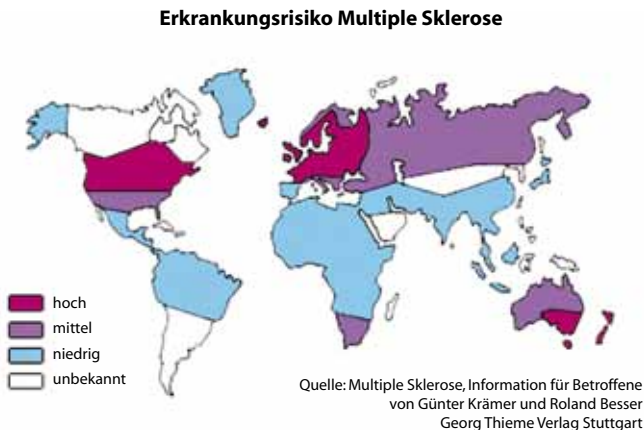 Erkrankungsrisiko Multiple Sklerose
hoch
mittel
niedrig
unbekannt
Quelle: Multiple Sklerose, Information für Betroffene
von Günter Krämer und Roland Besser
Georg Thieme Verlag Stuttgart